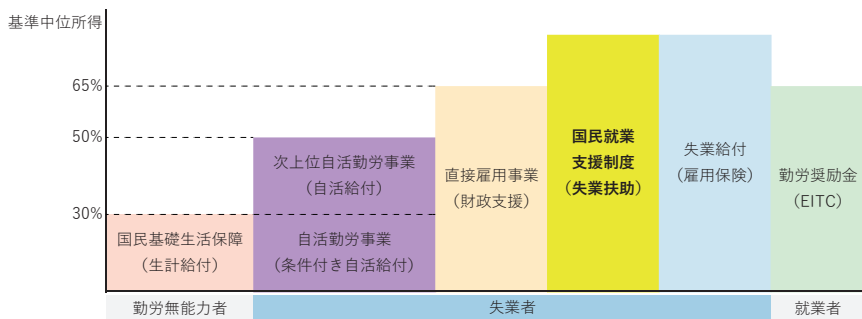 基準中位所得
65%
50%
30%
国民基礎生活保障
（生計給付）
次上位自活勤労事業
（自活給付）
自活勤労事業
（条件付き自活給付）
直接雇用事業
（財政支援）
国民就業
支援制度
（失業扶助）
失業給付
（雇用保険）
勤労奨励金
（EITC）
勤労無能力者
失業者
就業者